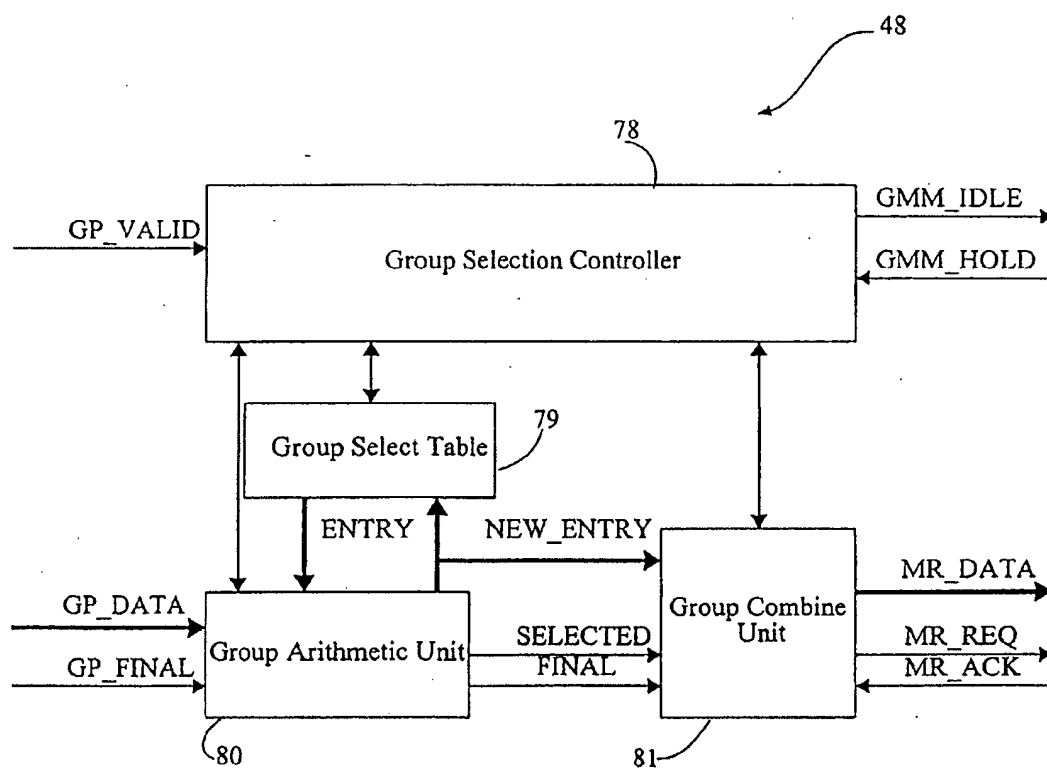 48
78
GMM_IDLE
GP_VALID
Group Selection Controller
GMM_HOLD
79
Group Select Table
ENTRY
NEW_ENTRY
MR_DATA
GP_DATA
Group Combine
Unit
Group Arithmetic Unit
SELECTED
MR_REQ
GP_FINAL
FINAL
MR_ACK
80
81